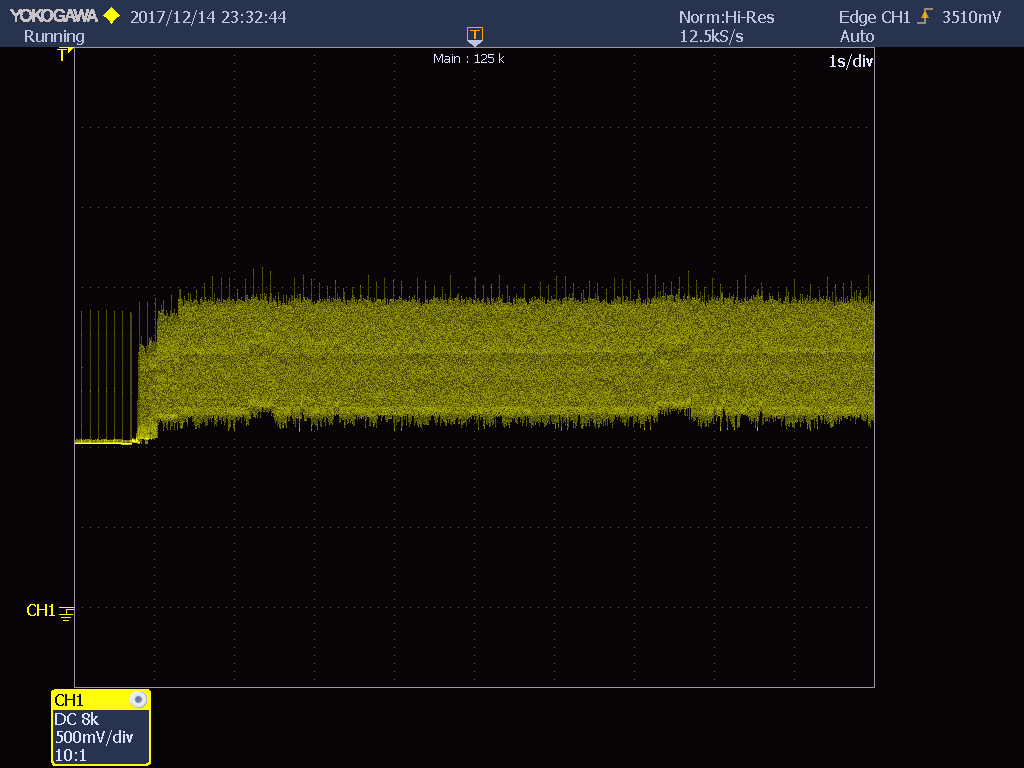 YOKOGAWA 2017/12/14 23:32:44 Norm:Hi-Res Edge CH1 3510mV
Running 12.5kS/s Auto
T
T
Main : 125 k
1s/div
CH1
CH1
DC 8k
500mV/div
10:1